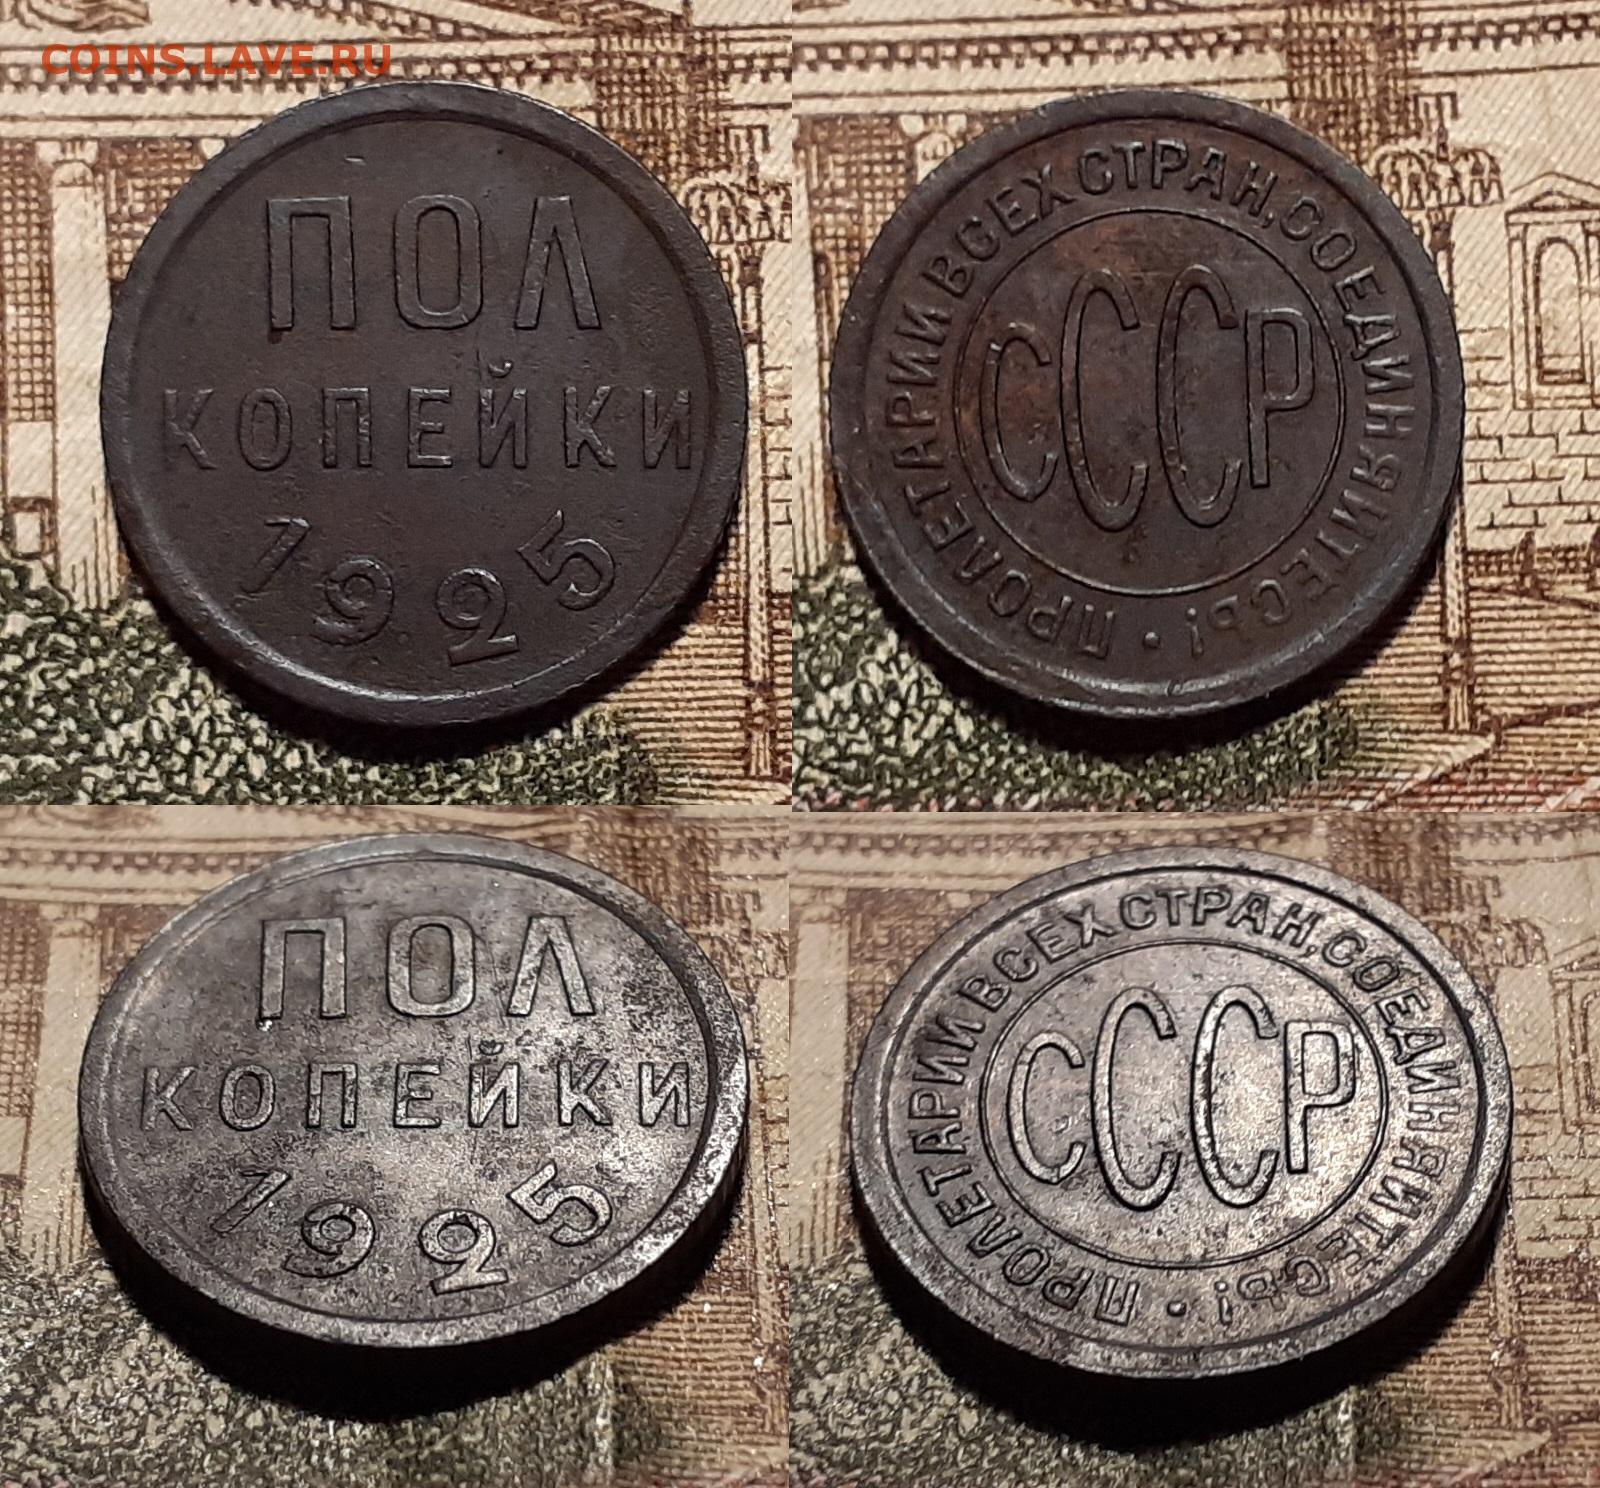 COINS.LAVE.RU
ПОЛ
КОПЕЙКИ
1925
ПРОЛЕТАРИИ ВСЕХ СТРАН, СОЕДИНЯЙТЕСЬ!
СССР
ПОЛ
КОПЕЙКИ
1925
ПРОЛЕТАРИИ ВСЕХ СТРАН, СОЕДИНЯЙТЕСЬ!
СССР